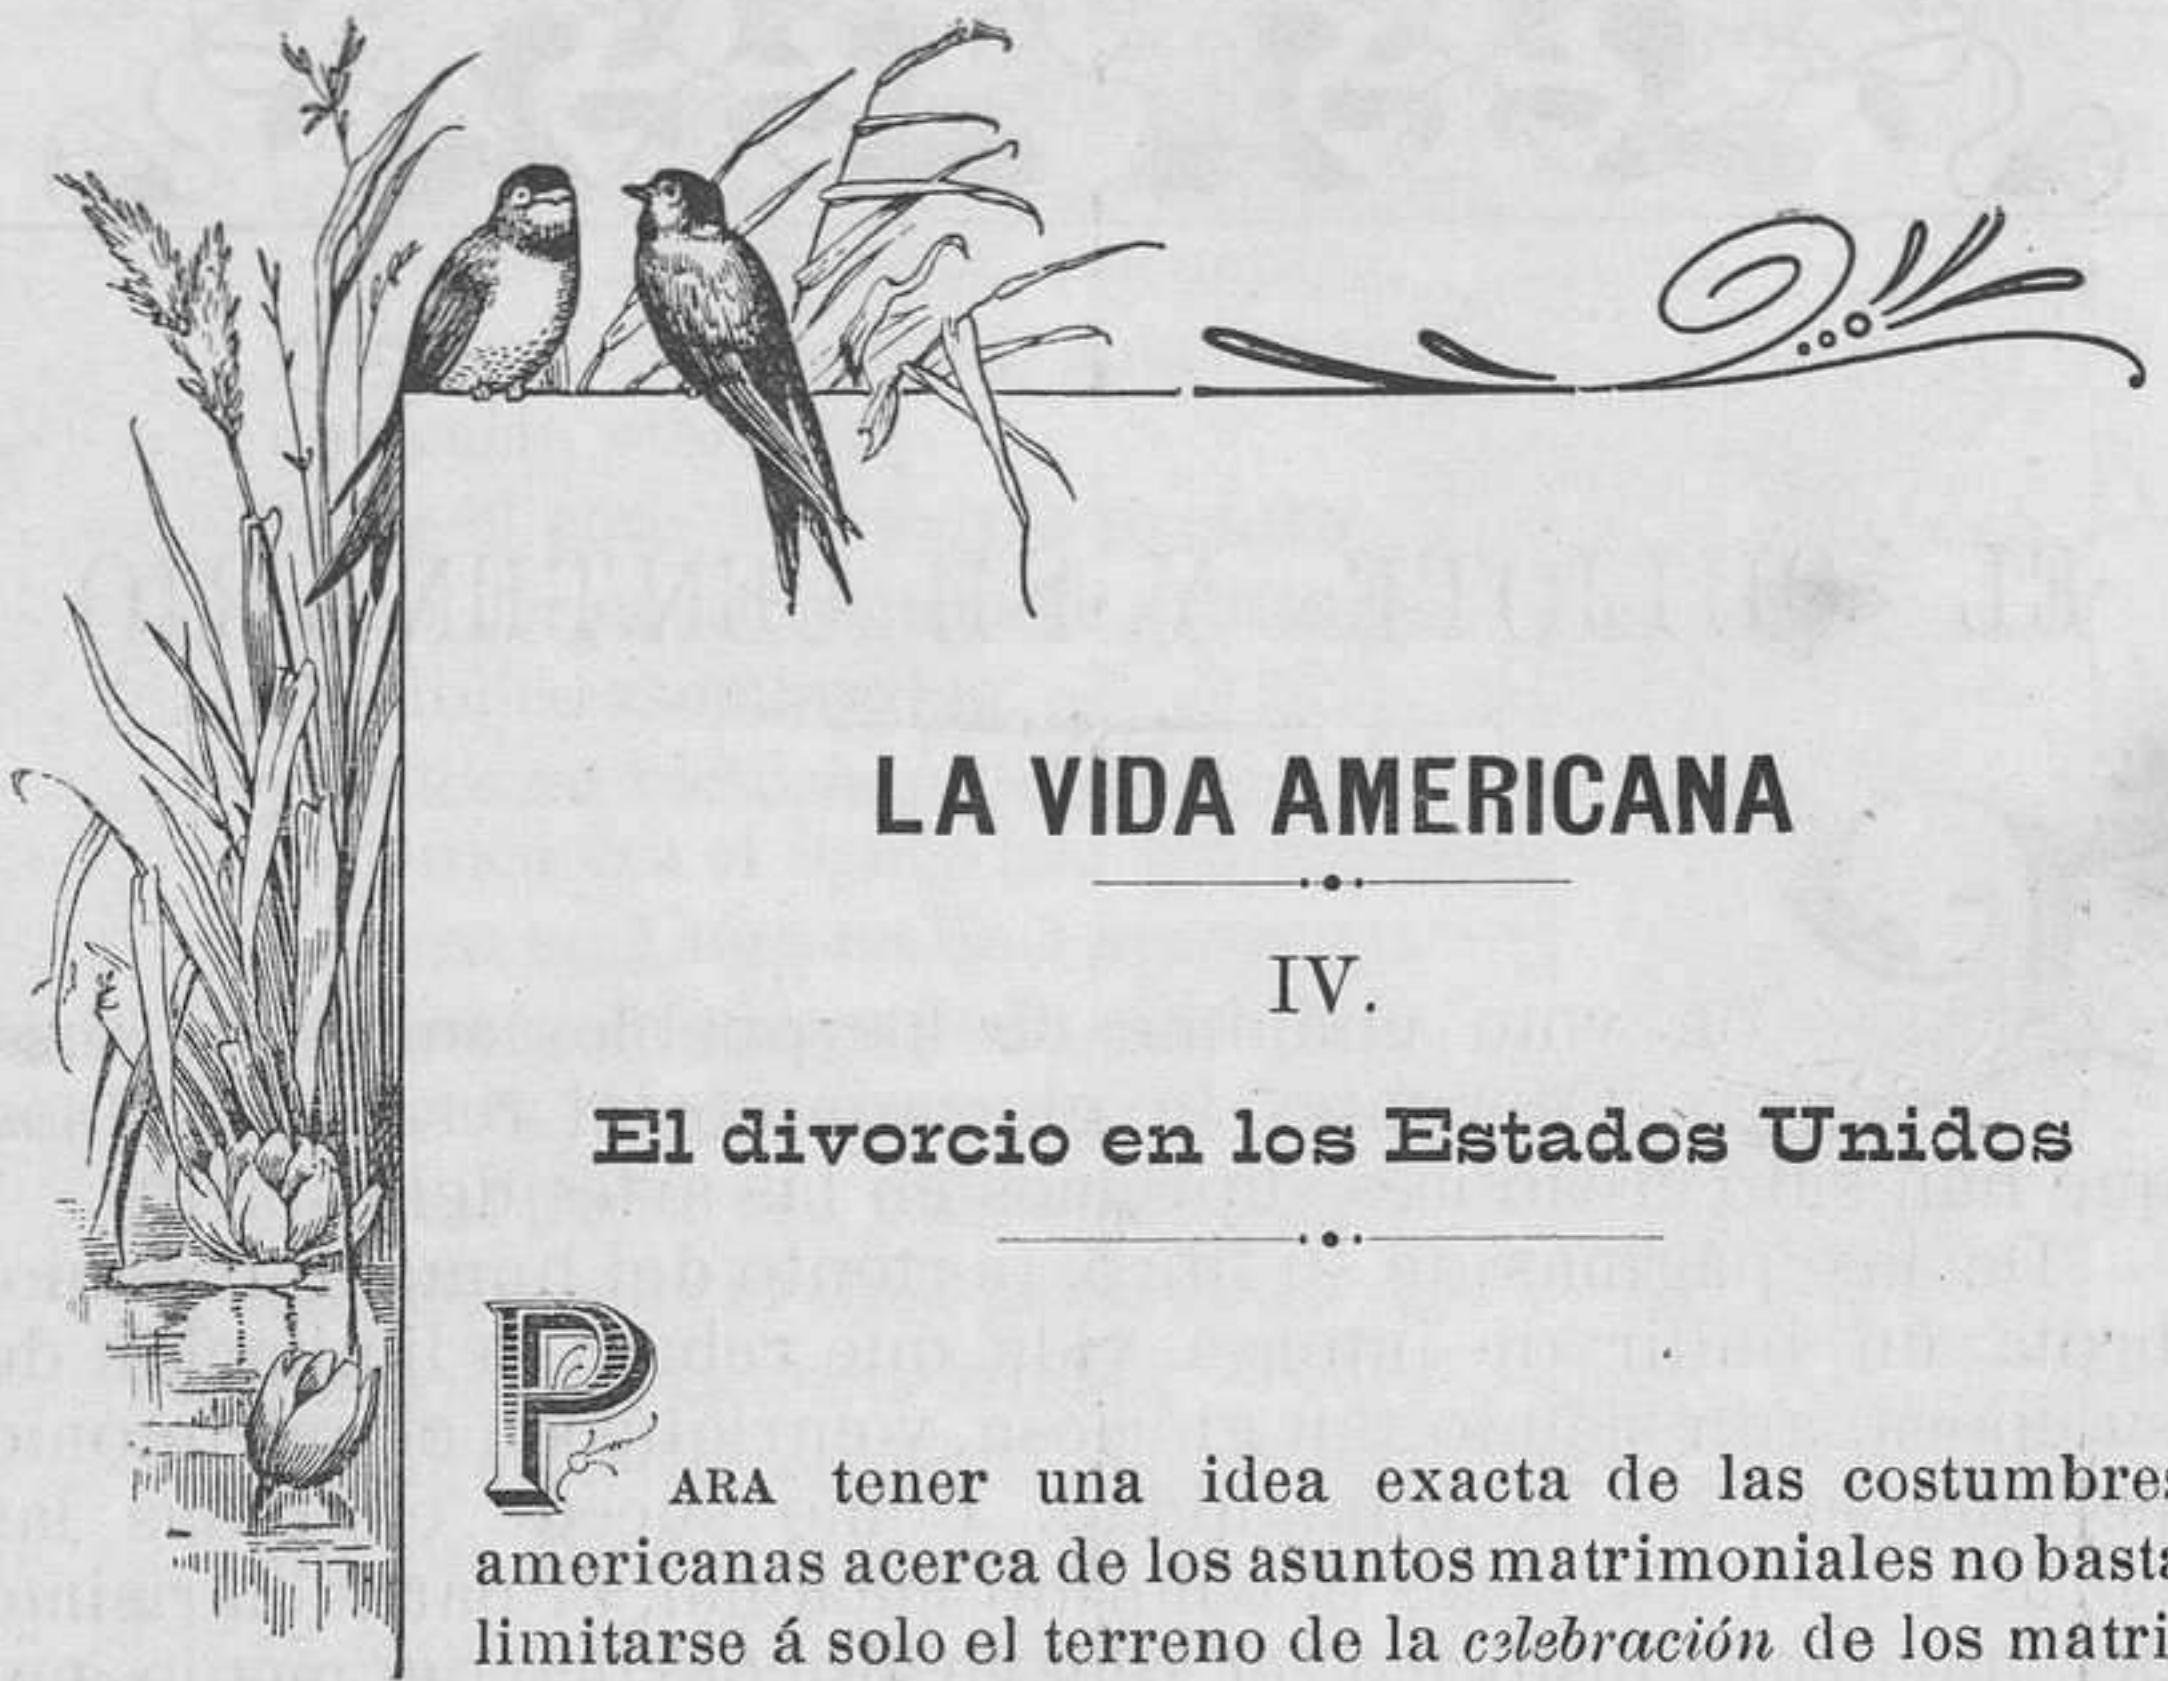 LA VIDA AMERICANA
IV.
El divorcio en los Estados Unidos
PARA tener una idea exacta de las costumbres
americanas acerca de los asuntos matrimoniales no basta
limitarse á solo el terreno de la celebración de los matri